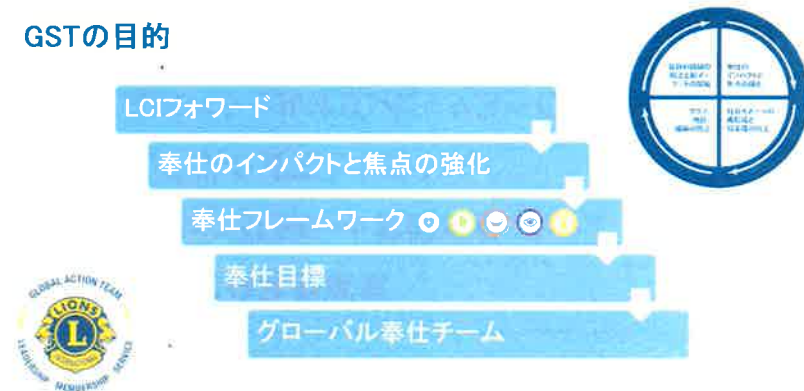 GSTの目的
LCIフォワード
奉仕のインパクトと焦点の強化
奉仕フレームワーク
奉仕目標
グローバル奉仕チーム
GLOBAL ACTION TEAM
LIONS
L
INTERNATIONAL
LEADERSHIP MEMBERSHIP SERVICE